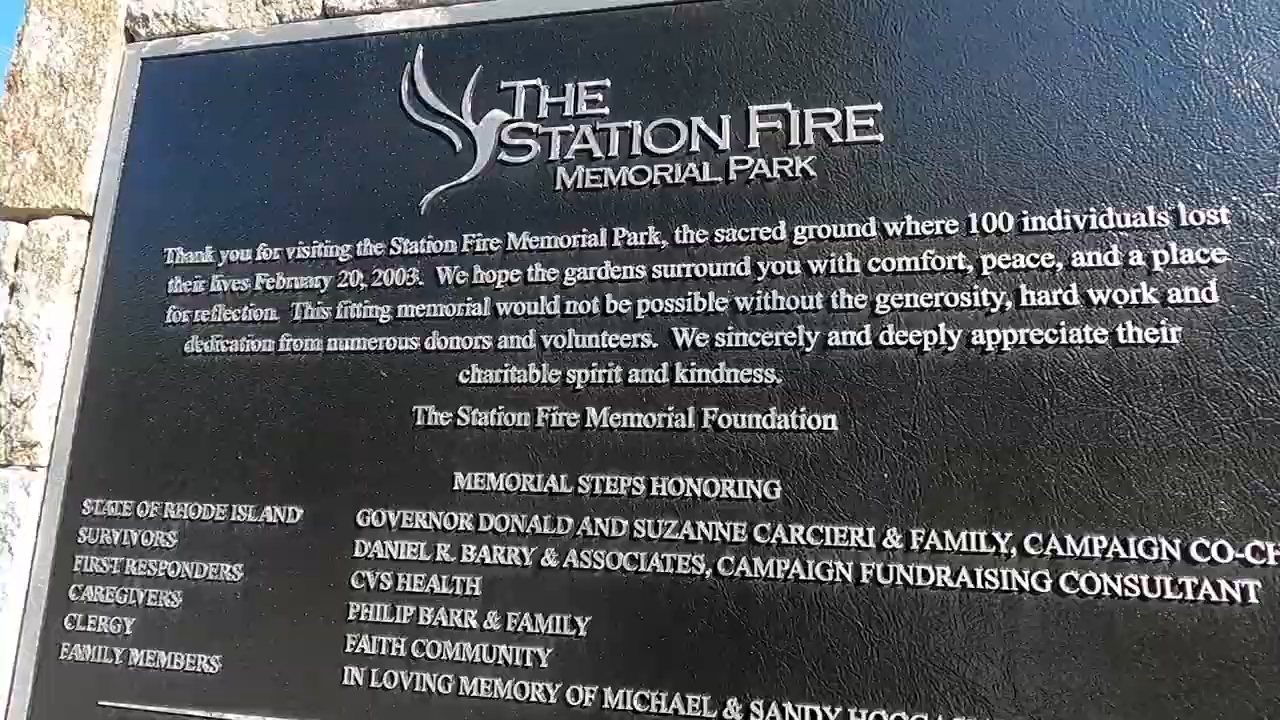 THE
STATION FIRE
MEMORIAL PARK
Thank you for visiting the Station Fire Memorial Park, the sacred ground where 100 individuals lost
their lives February 20, 2003. We hope the gardens surround you with comfort, peace, and a place
for reflection. This fitting memorial would not be possible without the generosity, hard work and
dedication from numerous donors and volunteers. We sincerely and deeply appreciate their
charitable spirit and kindness.
The Station Fire Memorial Foundation
MEMORIAL STEPS HONORING
STATE OF RHODE ISLAND GOVERNOR DONALD AND SUZANNE CARCIERI & FAMILY, CAMPAIGN CO-CH
SURVIVORS DANIEL R. BARRY & ASSOCIATES, CAMPAIGN FUNDRAISING CONSULTANT
FIRST RESPONDERS CVS HEALTH
CAREGIVERS PHILIP BARR & FAMILY
CLERGY FAITH COMMUNITY
FAMILY MEMBERS IN LOVING MEMORY OF MICHAEL & SANDY